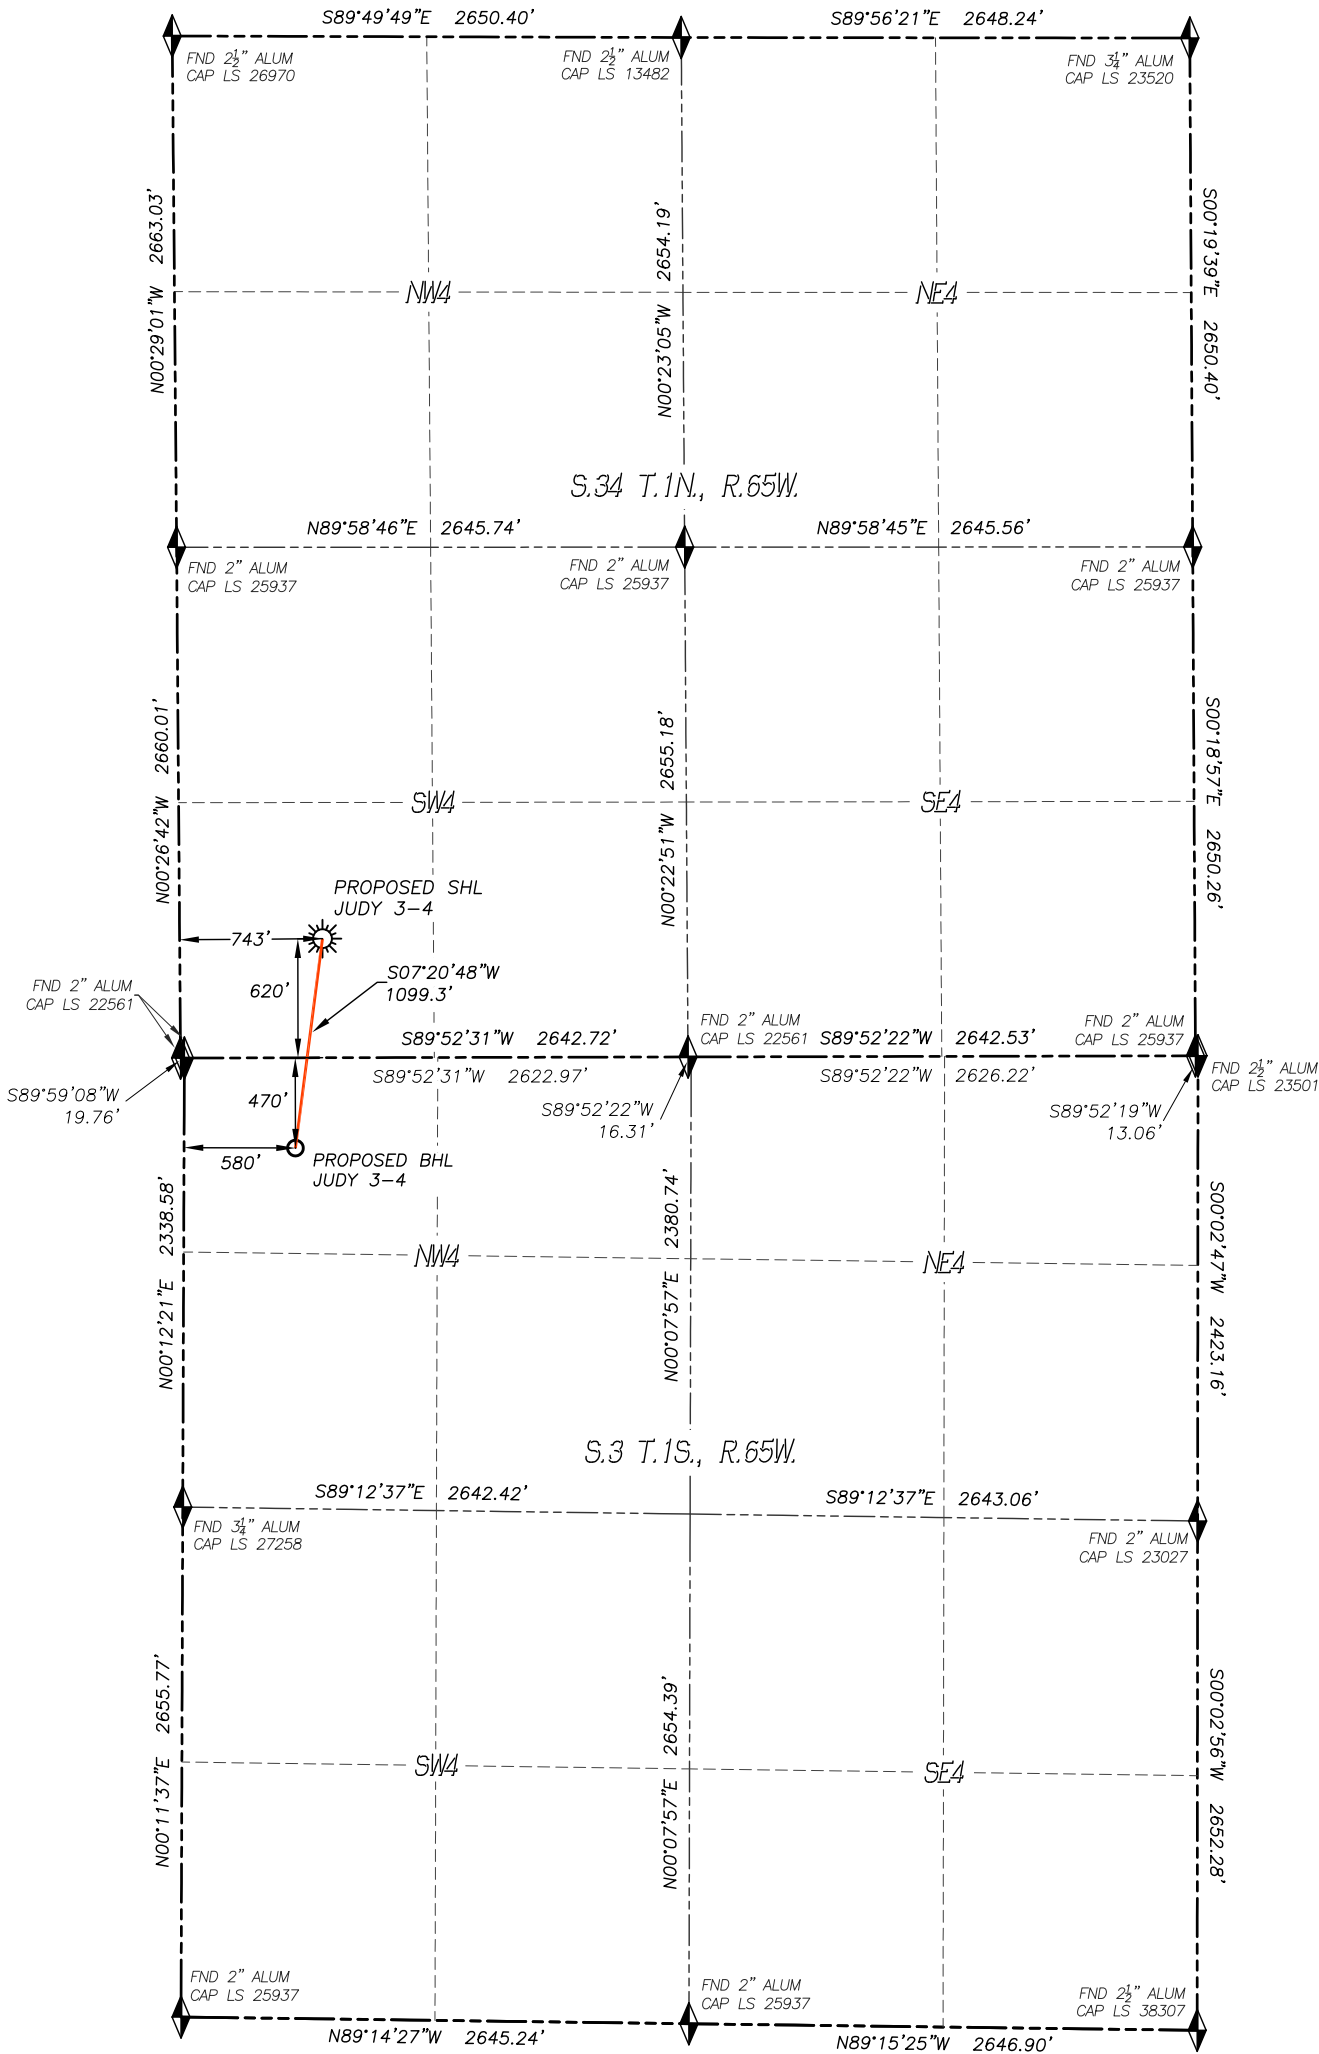 S89°49'49"E 2650.40'
S89°56'21"E 2648.24'
FND 2½" ALUM
CAP LS 26970
FND 2½" ALUM
CAP LS 13482
FND 3¼" ALUM
CAP LS 23520
N00°29'01"W 2663.03'
N00°23'05"W 2654.19'
S00°19'39"E 2650.40'
NW4
NE4
S.34 T.1N., R.65W.
N89°58'46"E 2645.74'
N89°58'45"E 2645.56'
FND 2" ALUM
CAP LS 25937
FND 2" ALUM
CAP LS 25937
FND 2" ALUM
CAP LS 25937
N00°26'42"W 2660.01'
N00°22'51"W 2655.18'
S00°18'57"E 2650.26'
SW4
SE4
PROPOSED SHL
JUDY 3-4
743'
620'
S07°20'48"W
1099.3'
FND 2" ALUM
CAP LS 22561
S89°52'31"W 2642.72'
FND 2" ALUM
CAP LS 22561
S89°52'22"W 2642.53'
FND 2" ALUM
CAP LS 25937
S89°52'31"W 2622.97'
S89°52'22"W 2626.22'
FND 2½" ALUM
CAP LS 23501
S89°59'08"W
19.76'
470'
S89°52'22"W
16.31'
S89°52'19"W
13.06'
580'
PROPOSED BHL
JUDY 3-4
N00°12'21"E 2338.58'
N00°07'57"E 2380.74'
S00°02'47"W 2423.16'
NW4
NE4
S.3 T.1S., R.65W.
S89°12'37"E 2642.42'
S89°12'37"E 2643.06'
FND 3¼" ALUM
CAP LS 27258
FND 2" ALUM
CAP LS 23027
N00°11'37"E 2655.77'
N00°07'57"E 2654.39'
S00°02'56"W 2652.28'
SW4
SE4
FND 2" ALUM
CAP LS 25937
FND 2" ALUM
CAP LS 25937
FND 2½" ALUM
CAP LS 38307
N89°14'27"W 2645.24'
N89°15'25"W 2646.90'